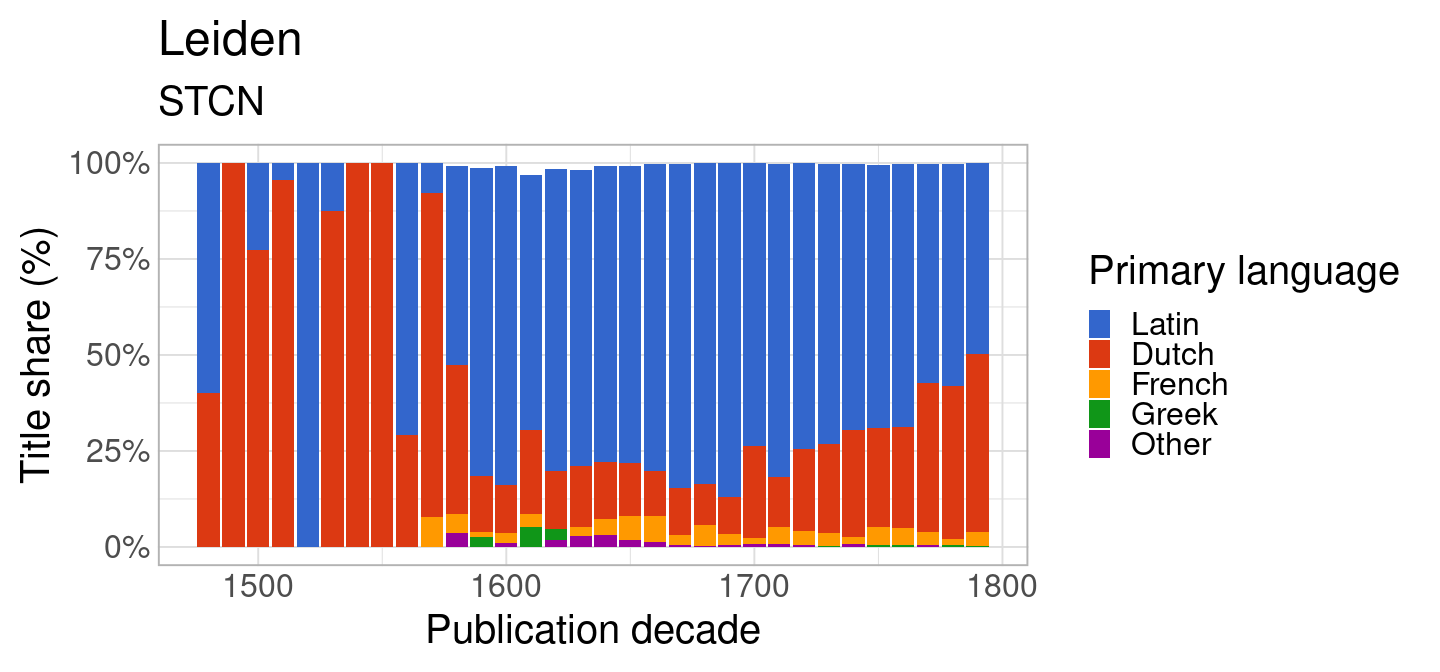 Leiden
STCN
Title share (%)
100%
75%
50%
25%
0%
1500 1600 1700 1800
Publication decade
Primary language
Latin
Dutch
French
Greek
Other